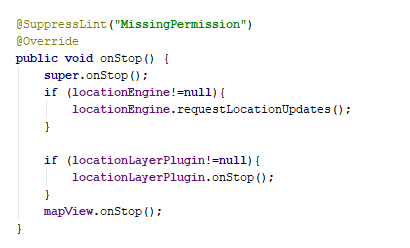 @SuppressLint("MissingPermission")
@Override
public void onStop() {
    super.onStop();
    if (locationEngine!=null){
        locationEngine.requestLocationUpdates();
    }

    if (locationLayerPlugin!=null){
        locationLayerPlugin.onStop();
    }
    mapView.onStop();
}